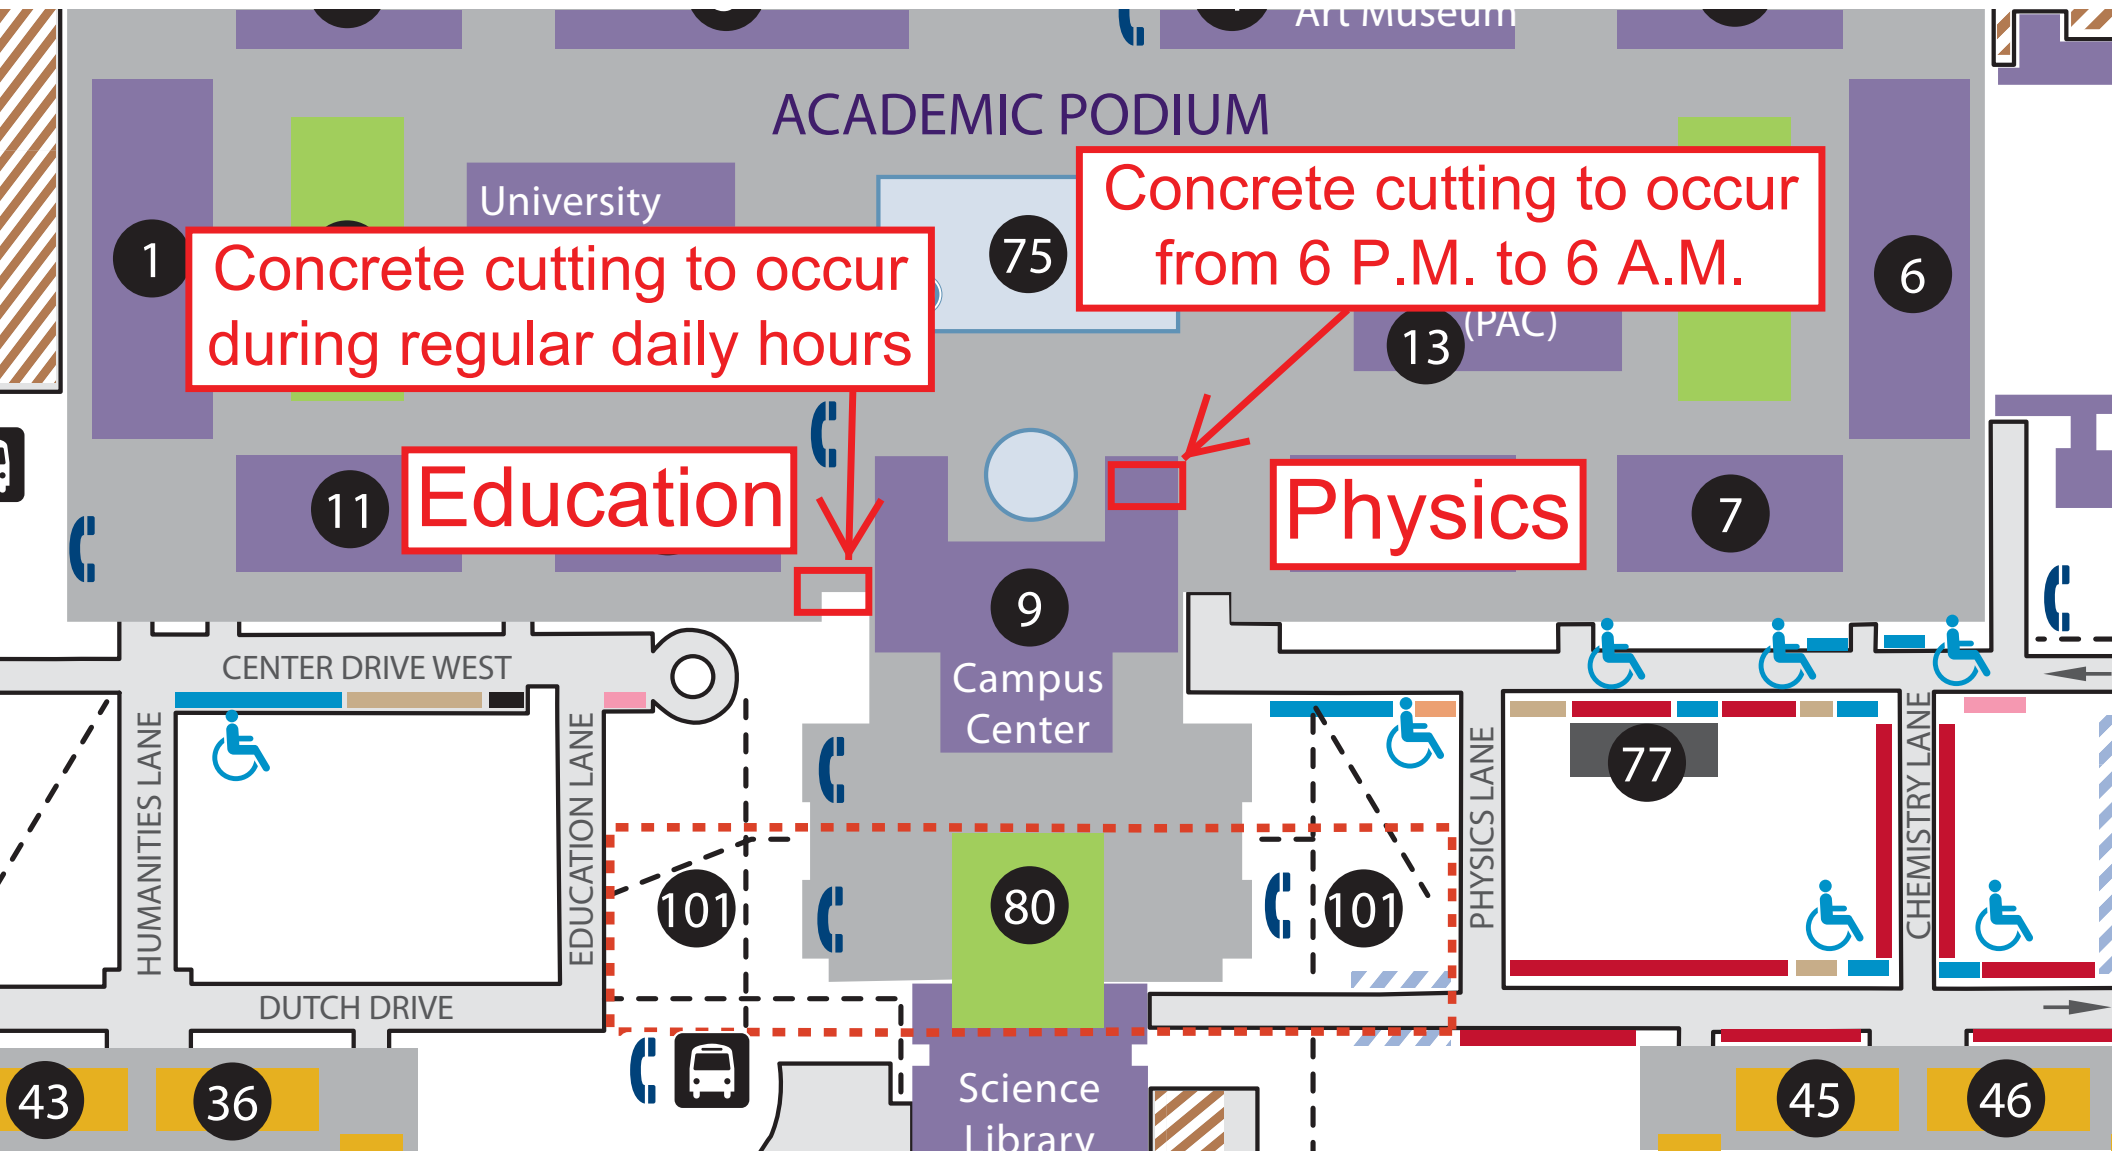 Art Museum
ACADEMIC PODIUM
University
1
75
6
Concrete cutting to occur
from 6 P.M. to 6 A.M.
Concrete cutting to occur
during regular daily hours
13
(PAC)
11
Education
Physics
7
9
Campus
Center
CENTER DRIVE WEST
HUMANITIES LANE
EDUCATION LANE
PHYSICS LANE
CHEMISTRY LANE
77
101
80
101
DUTCH DRIVE
43
36
Science
Library
45
46